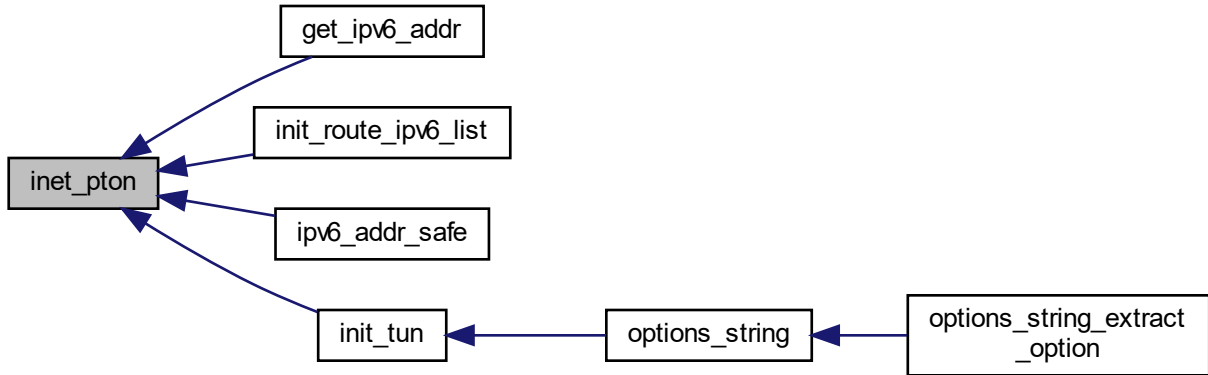 get_ipv6_addr
init_route_ipv6_list
inet_pton
ipv6_addr_safe
init_tun
options_string
options_string_extract
_option